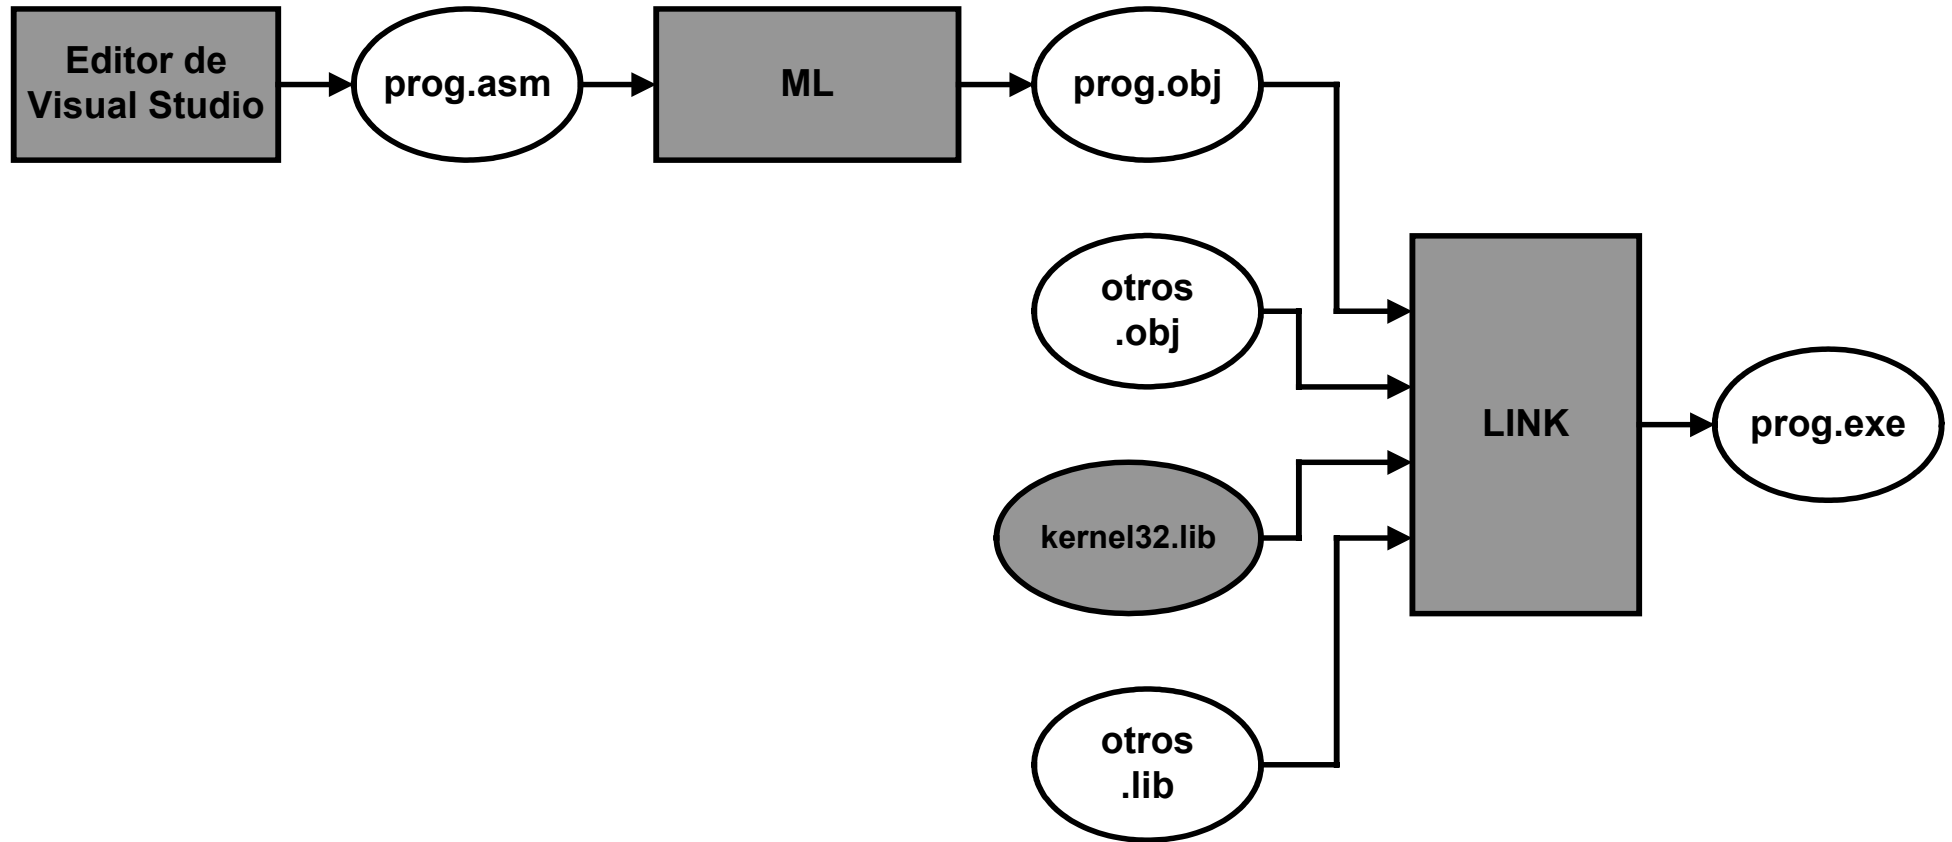 Editor de
Visual Studio
prog.asm
ML
prog.obj
otros
.obj
LINK
prog.exe
kernel32.lib
otros
.lib